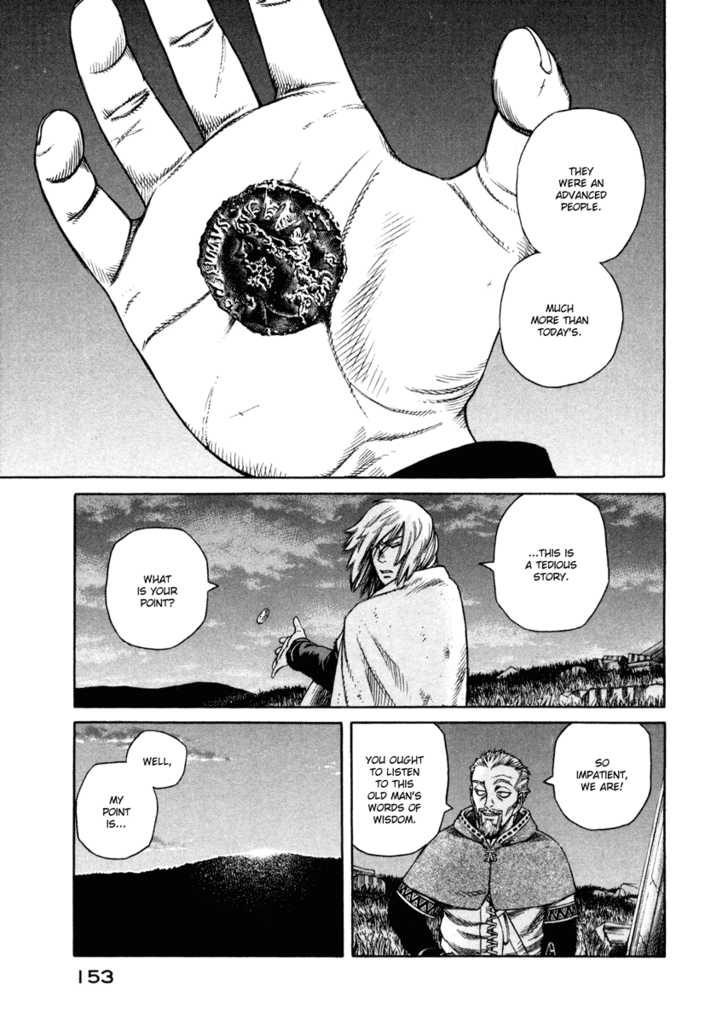 THEY
WERE AN
ADVANCED
PEOPLE.
MUCH
MORE THAN
TODAY'S.
...THIS IS
A TEDIOUS
STORY.
WHAT
IS YOUR
POINT?
SO
IMPATIENT,
WE ARE!
YOU OUGHT
TO LISTEN
TO THIS
OLD MAN'S
WORDS OF
WISDOM.
WELL,
MY
POINT
IS...
153